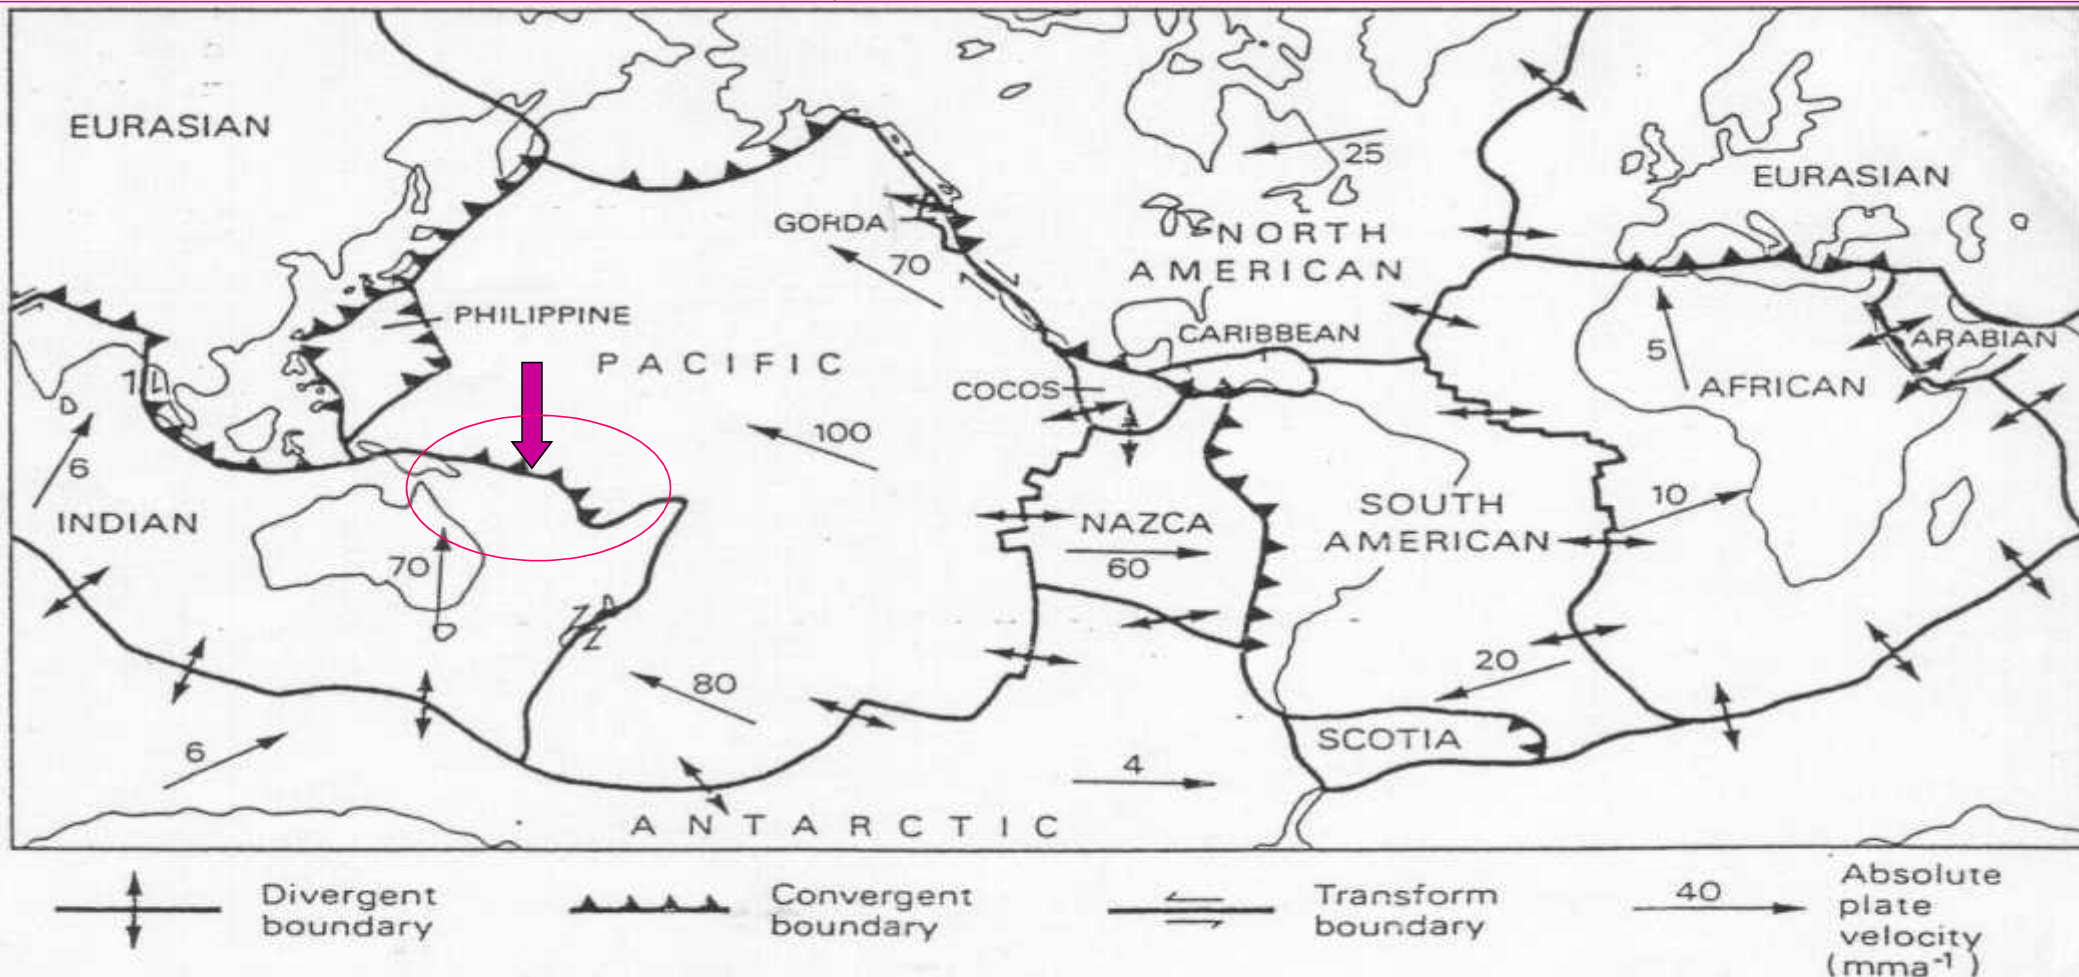 EURASIAN
25
EURASIAN
GORDA
NORTH
AMERICAN
70
PHILIPPINE
CARIBBEAN
ARABIAN
PACIFIC
5
COCOS
AFRICAN
100
6
10
INDIAN
NAZCA
SOUTH
AMERICAN
70
60
20
80
6
SCOTIA
4
ANTARCTIC
Divergent
boundary
Convergent
boundary
Transform
boundary
40
Absolute
plate
velocity
(mma⁻¹)